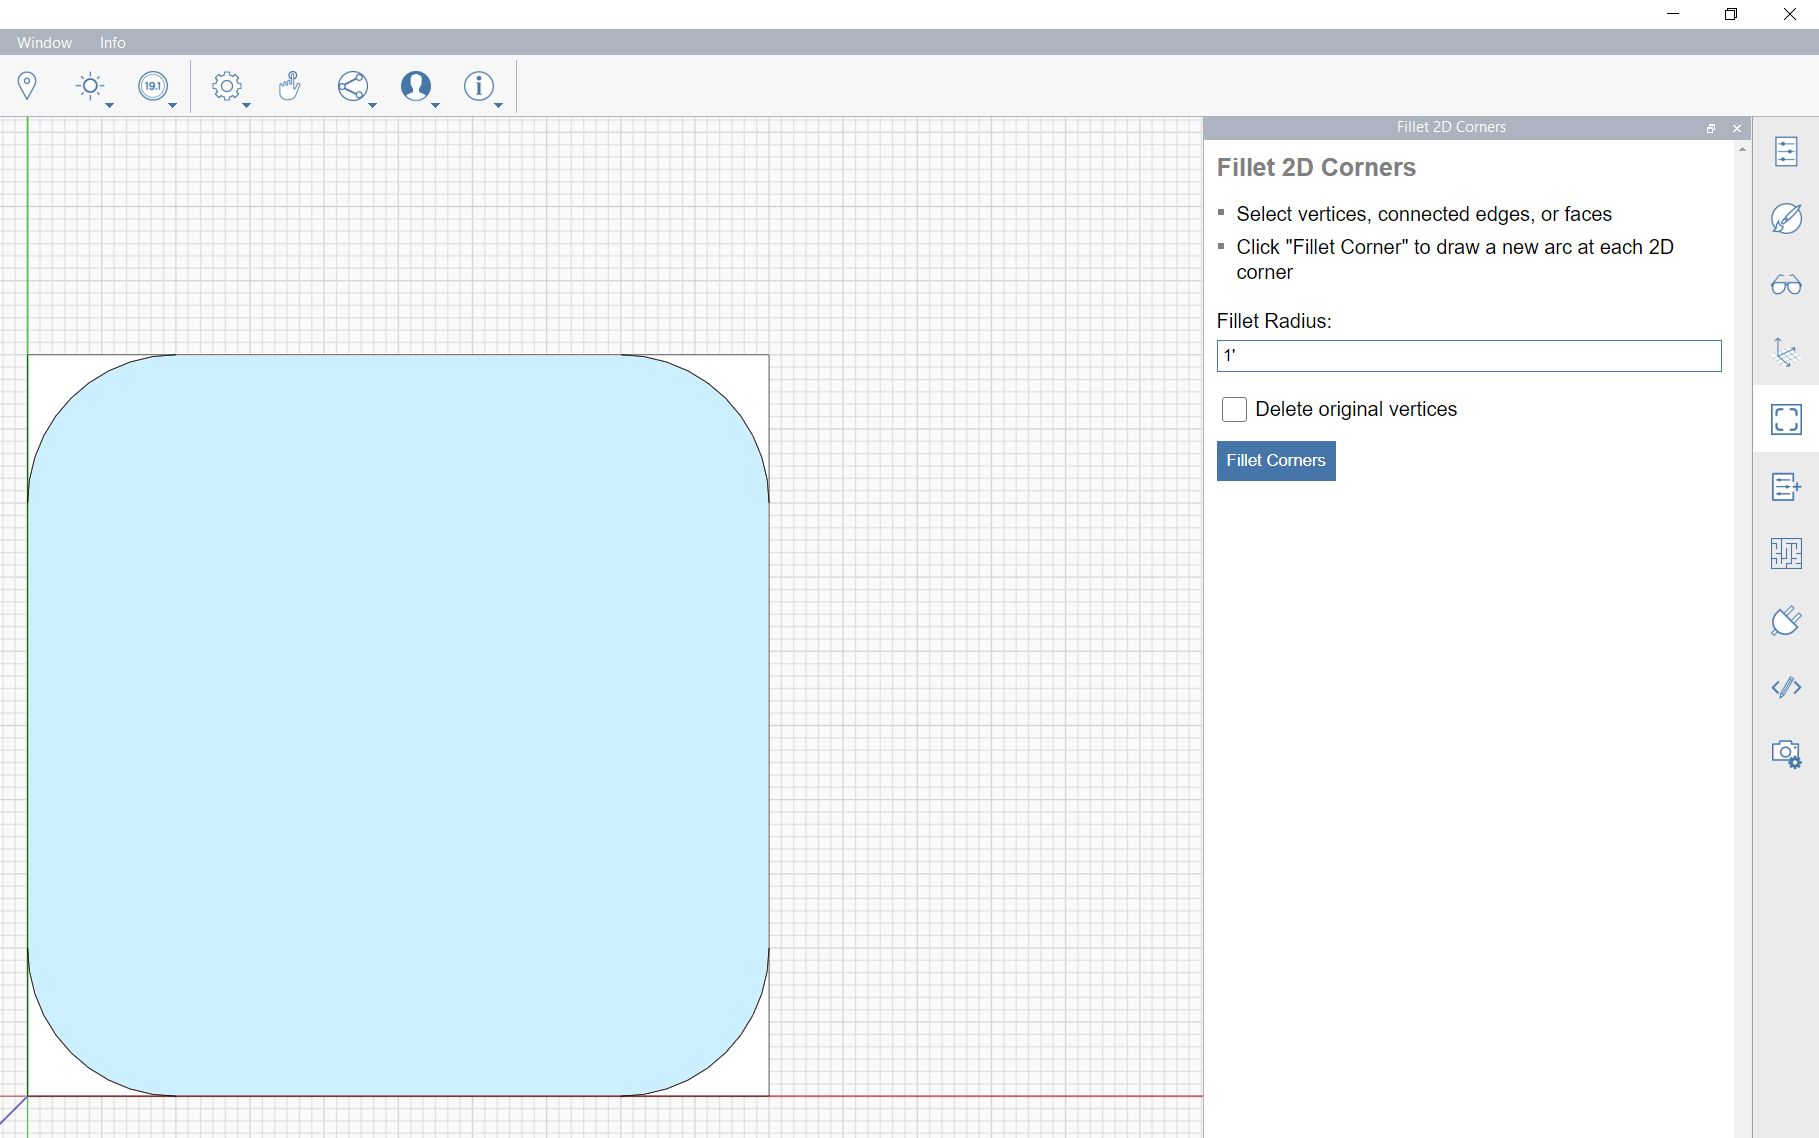 Window Info
19.1
Fillet 2D Corners
Fillet 2D Corners
Select vertices, connected edges, or faces
Click "Fillet Corner" to draw a new arc at each 2D
corner
Fillet Radius:
1'
Delete original vertices
Fillet Corners